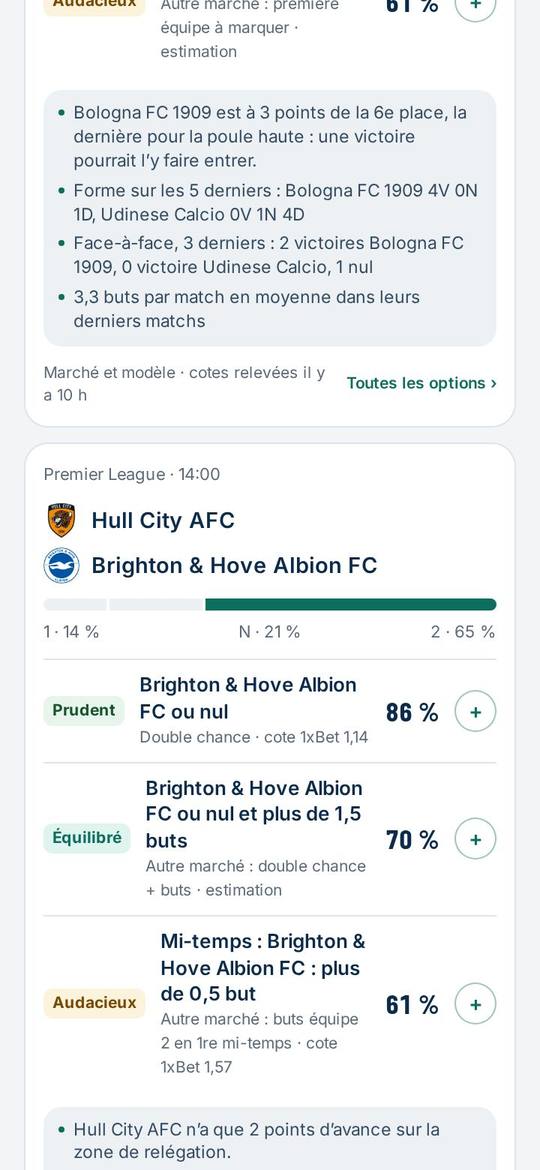 Audacieux
Autre marché : première
équipe à marquer ·
estimation
61 %
+
Bologna FC 1909 est à 3 points de la 6e place, la
dernière pour la poule haute : une victoire
pourrait l’y faire entrer.
Forme sur les 5 derniers : Bologna FC 1909 4V 0N
1D, Udinese Calcio 0V 1N 4D
Face-à-face, 3 derniers : 2 victoires Bologna FC
1909, 0 victoire Udinese Calcio, 1 nul
3,3 buts par match en moyenne dans leurs
derniers matchs
Marché et modèle · cotes relevées il y
a 10 h
Toutes les options ›
Premier League · 14:00
Hull City AFC
Brighton & Hove Albion FC
1 · 14 %
N · 21 %
2 · 65 %
Prudent
Brighton & Hove Albion
FC ou nul
Double chance · cote 1xBet 1,14
86 %
+
Équilibré
Brighton & Hove Albion
FC ou nul et plus de 1,5
buts
Autre marché : double chance
+ buts · estimation
70 %
+
Audacieux
Mi-temps : Brighton &
Hove Albion FC : plus
de 0,5 but
Autre marché : buts équipe
2 en 1re mi-temps · cote
1xBet 1,57
61 %
+
Hull City AFC n’a que 2 points d’avance sur la
zone de relégation.